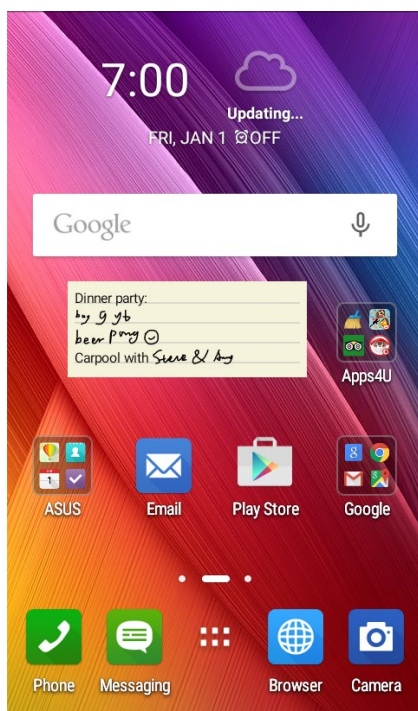 7:00
Updating...
FRI, JAN 1 OFF
Google
Dinner party:
beer pong
Carpool with &
Apps4U
ASUS
Email
Play Store
Google
Phone
Messaging
Browser
Camera